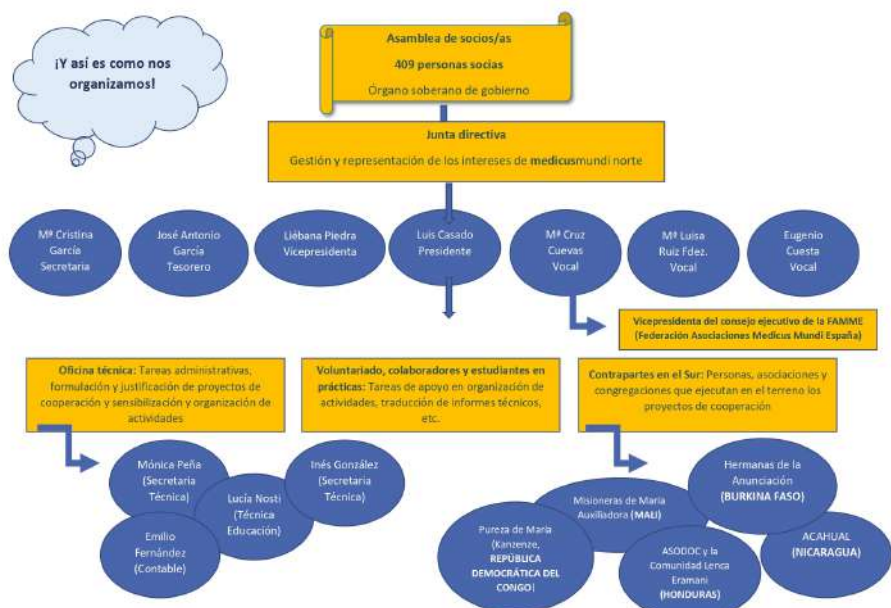 ¡Y así es como nos
organizamos!
Asamblea de socios/as
409 personas socias
Órgano soberano de gobierno
Junta directiva
Gestión y representación de los intereses de medicusmundi norte
Mª Cristina
García
Secretaria
José Antonio
García
Tesorero
Liébana Piedra
Vicepresidenta
Luis Casado
Presidente
Mª Cruz
Cuevas
Vocal
Mª Luisa
Ruiz Fdez.
Vocal
Eugenio
Cuesta
Vocal
Vicepresidenta del consejo ejecutivo de la FAMME
(Federación Asociaciones Medicus Mundi España)
Oficina técnica: Tareas administrativas,
formulación y justificación de proyectos de
cooperación y sensibilización y organización de
actividades
Voluntariado, colaboradores y estudiantes en
prácticas: Tareas de apoyo en organización de
actividades, traducción de informes técnicos,
etc.
Contrapartes en el Sur: Personas, asociaciones y
congregaciones que ejecutan en el terreno los
proyectos de cooperación
Mónica Peña
(Secretaria
Técnica)
Lucía Nosti
(Técnica
Educación)
Inés González
(Secretaria
Técnica)
Emilio
Fernández
(Contable)
Hermanas de la
Anunciación
(BURKINA FASO)
Misioneras de María
Auxiliadora (MALI)
Pureza de María
(Kanzenze,
REPÚBLICA
DEMOCRÁTICA DEL
CONGO)
ASODOC y la
Comunidad Lenca
Eramani
(HONDURAS)
ACAHUAL
(NICARAGUA)